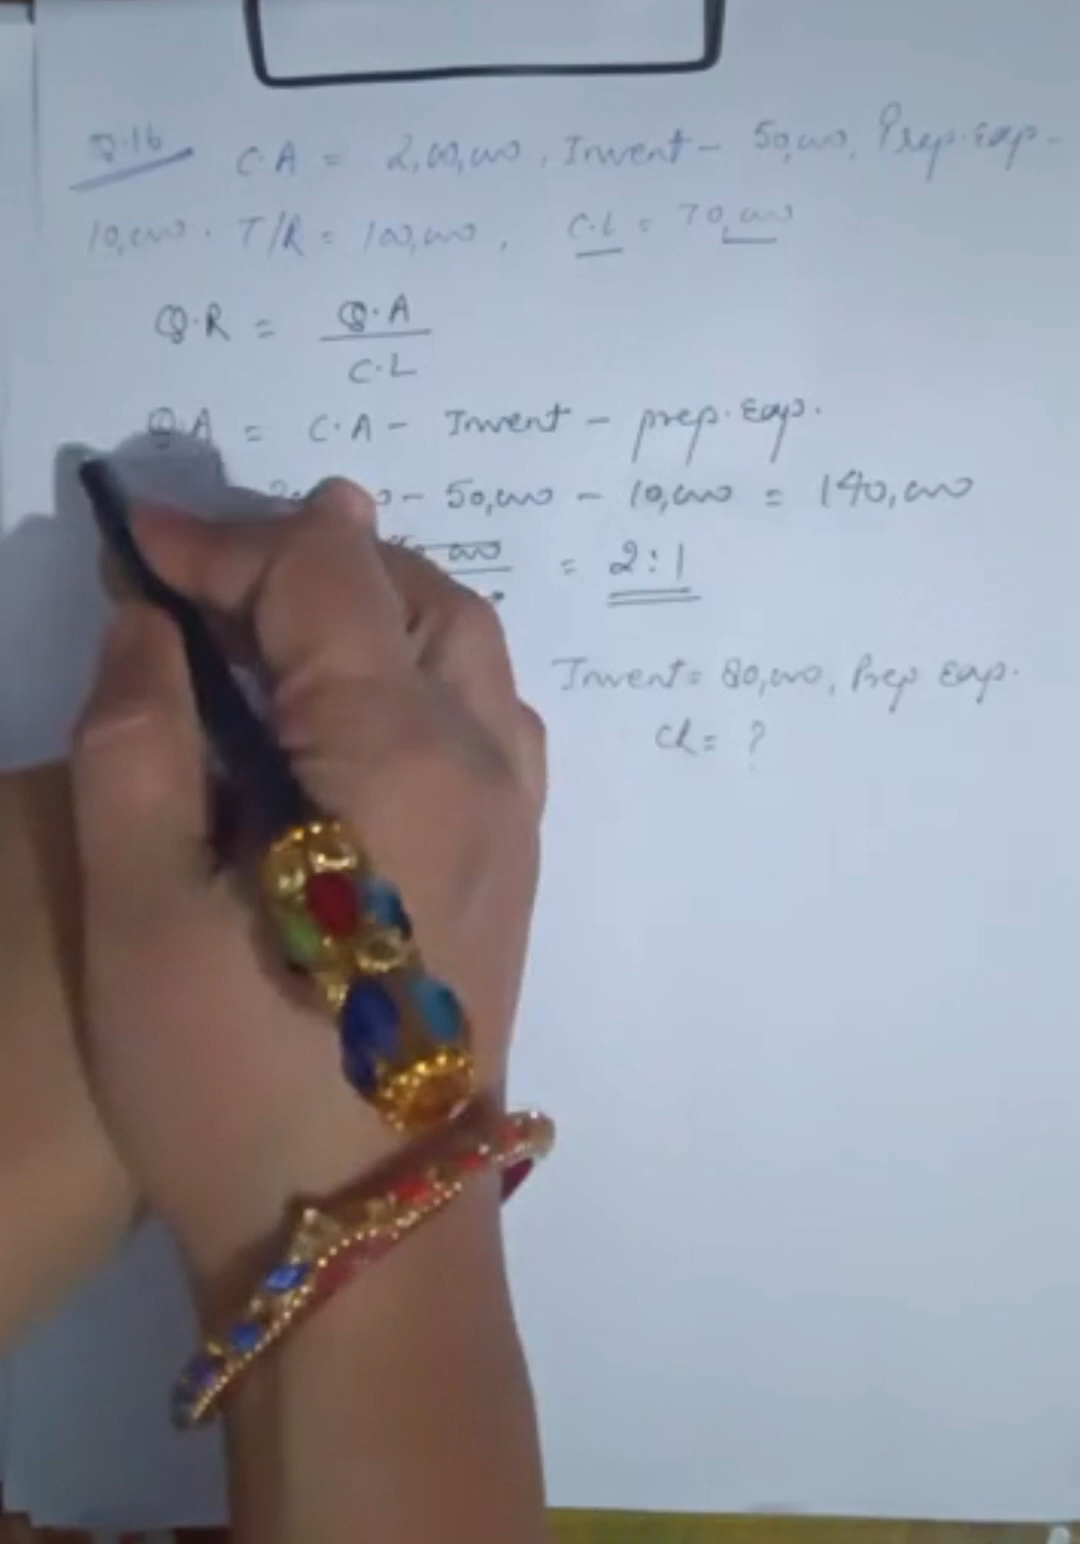 Q.16 C.A = 2,00,000, Invent - 50,000, Prep. Exp -
10,000. T/R = 100,000, C.L = 70,000
Q.R = Q.A
C.L
Q.A = C.A - Invent - prep. Exp.
- 50,000 - 10,000 = 140,000
= 2:1
Invent = 80,000, Prep Exp.
CR = ?